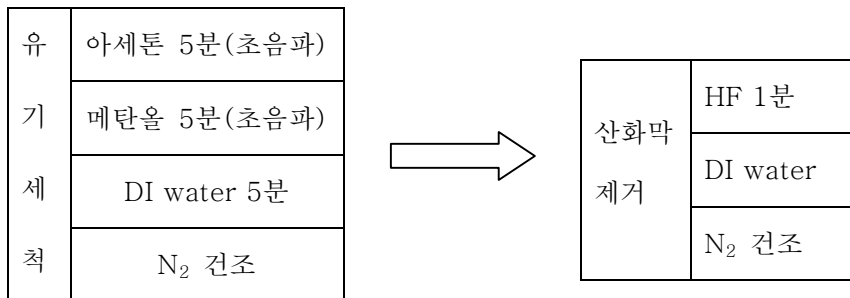 유
기
세
척
아세톤 5분(초음파)
메탄올 5분(초음파)
DI water 5분
N₂ 건조
산화막
제거
HF 1분
DI water
N₂ 건조